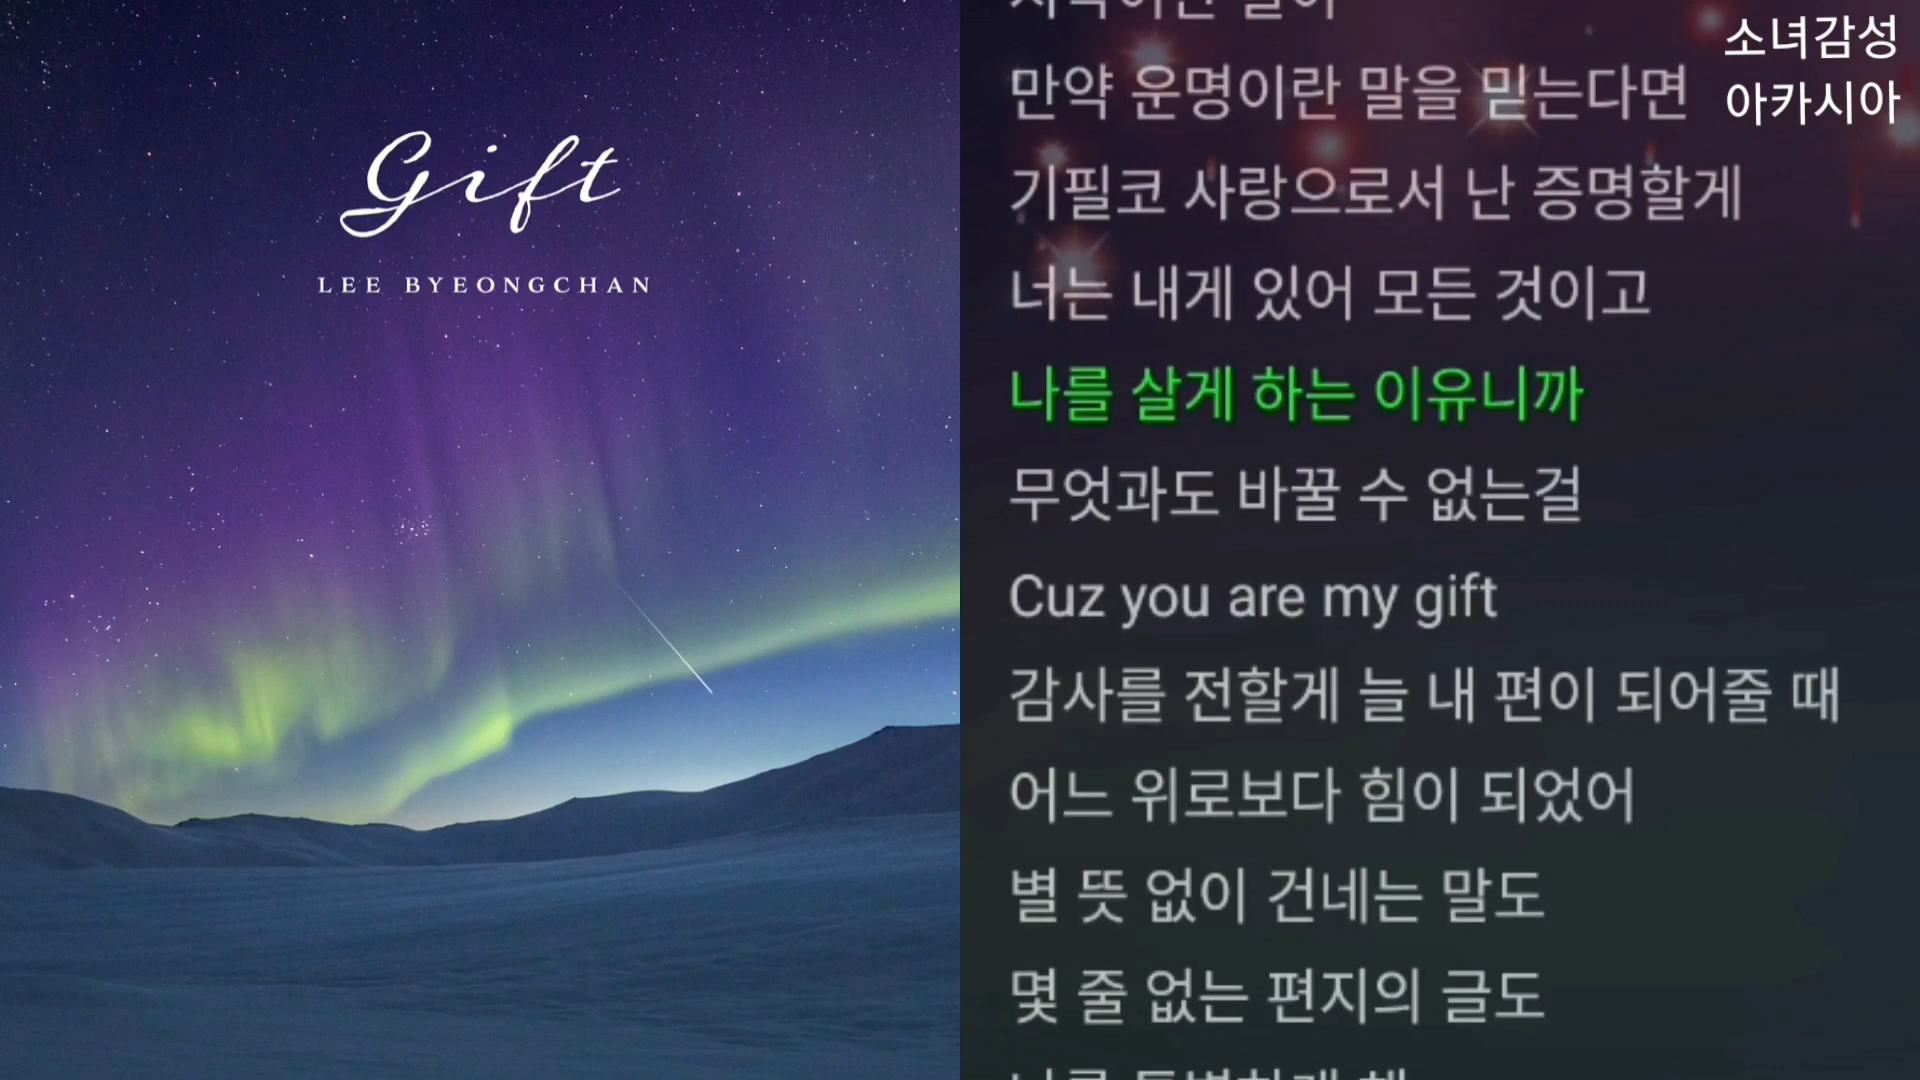 Gift
LEE BYEONGCHAN
소녀감성
아카시아
만약 운명이란 말을 믿는다면
기필코 사랑으로서 난 증명할게
너는 내게 있어 모든 것이고
나를 살게 하는 이유니까
무엇과도 바꿀 수 없는걸
Cuz you are my gift
감사를 전할게 늘 내 편이 되어줄 때
어느 위로보다 힘이 되었어
별 뜻 없이 건네는 말도
몇 줄 없는 편지의 글도